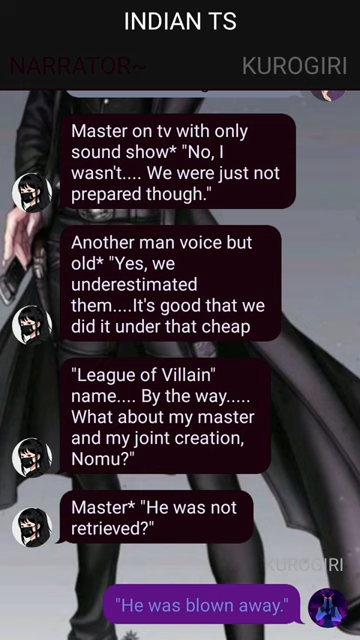 INDIAN TS
NARRATOR~
KUROGIRI
Master on tv with only
sound show* "No, I
wasn't.... We were just not
prepared though."
Another man voice but
old* "Yes, we
underestimated
them....It's good that we
did it under that cheap
"League of Villain"
name.... By the way.....
What about my master
and my joint creation,
Nomu?"
Master* "He was not
retrieved?"
KUROGIRI
"He was blown away."